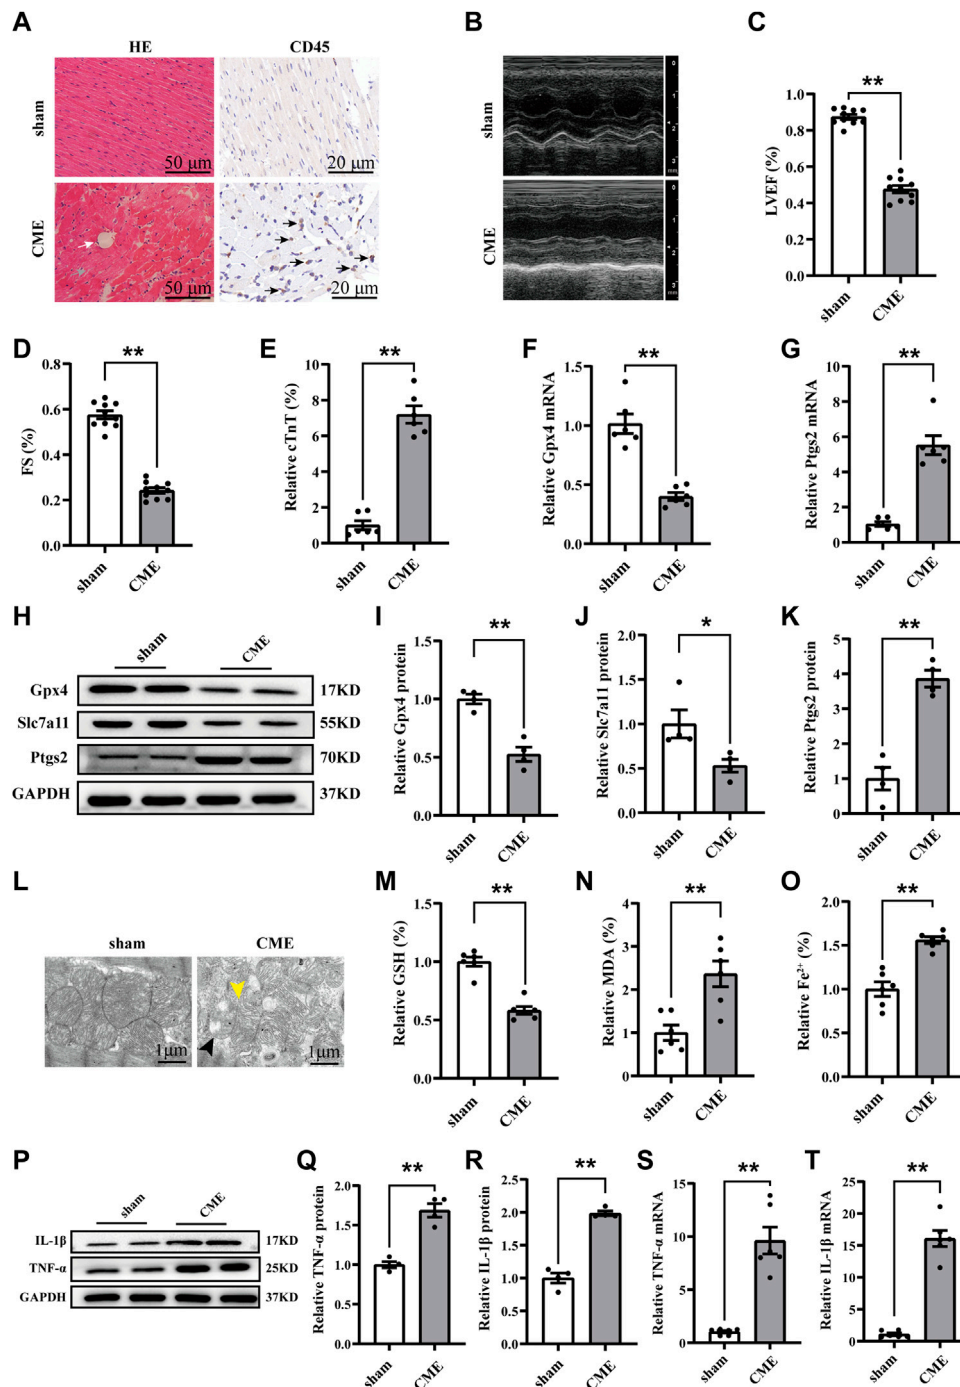 A
HE
CD45
sham
50 μm
20 μm
CME
50 μm
20 μm
B
sham
0
1
2
3
mm
CME
0
1
2
3
mm
C
**
LVEF (%)
1.0
0.8
0.6
0.4
0.2
0.0
sham
CME
D
**
FS (%)
0.8
0.6
0.4
0.2
0.0
sham
CME
E
**
Relative cTnT (%)
10
8
6
4
2
0
sham
CME
F
**
Relative Gpx4 mRNA
1.5
1.0
0.5
0.0
sham
CME
G
**
Relative Ptgs2 mRNA
10
8
6
4
2
0
sham
CME
H
sham
CME
Gpx4
17KD
Slc7a11
55KD
Ptgs2
70KD
GAPDH
37KD
I
**
Relative Gpx4 protein
1.5
1.0
0.5
0.0
sham
CME
J
*
Relative Slc7a11 protein
2.0
1.5
1.0
0.5
0.0
sham
CME
K
**
Relative Ptgs2 protein
5
4
3
2
1
0
sham
CME
L
sham
CME
1μm
1μm
M
**
Relative GSH (%)
1.5
1.0
0.5
0.0
sham
CME
N
**
Relative MDA (%)
4
3
2
1
0
sham
CME
O
**
Relative Fe²⁺ (%)
2.0
1.5
1.0
0.5
0.0
sham
CME
P
sham
CME
IL-1β
17KD
TNF-α
25KD
GAPDH
37KD
Q
**
Relative TNF-α protein
2.0
1.5
1.0
0.5
0.0
sham
CME
R
**
Relative IL-1β protein
2.5
2.0
1.5
1.0
0.5
0.0
sham
CME
S
**
Relative TNF-α mRNA
15
10
5
0
sham
CME
T
**
Relative IL-1β mRNA
25
20
15
10
5
0
sham
CME